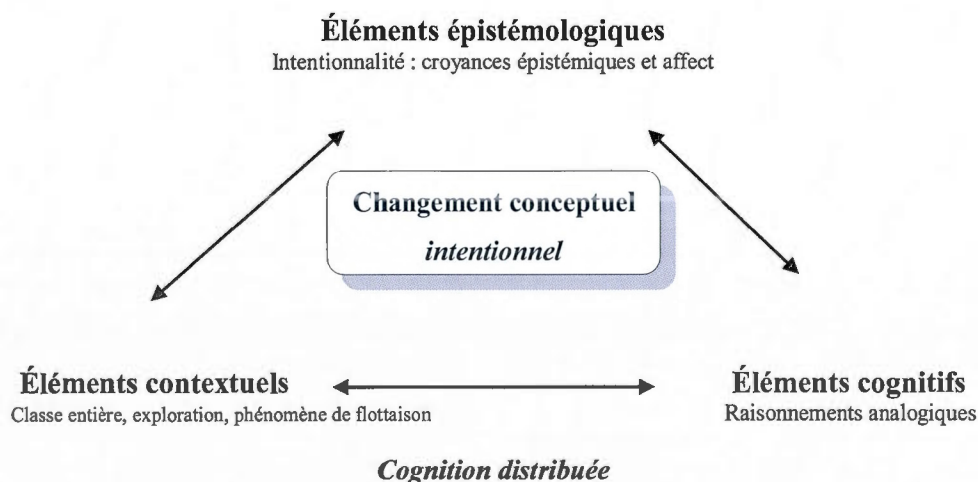 Éléments épistémologiques
Intentionnalité : croyances épistémiques et affect
Changement conceptuel
intentionnel
Éléments contextuels
Classe entière, exploration, phénomène de flottaison
Éléments cognitifs
Raisonnements analogiques
Cognition distribuée